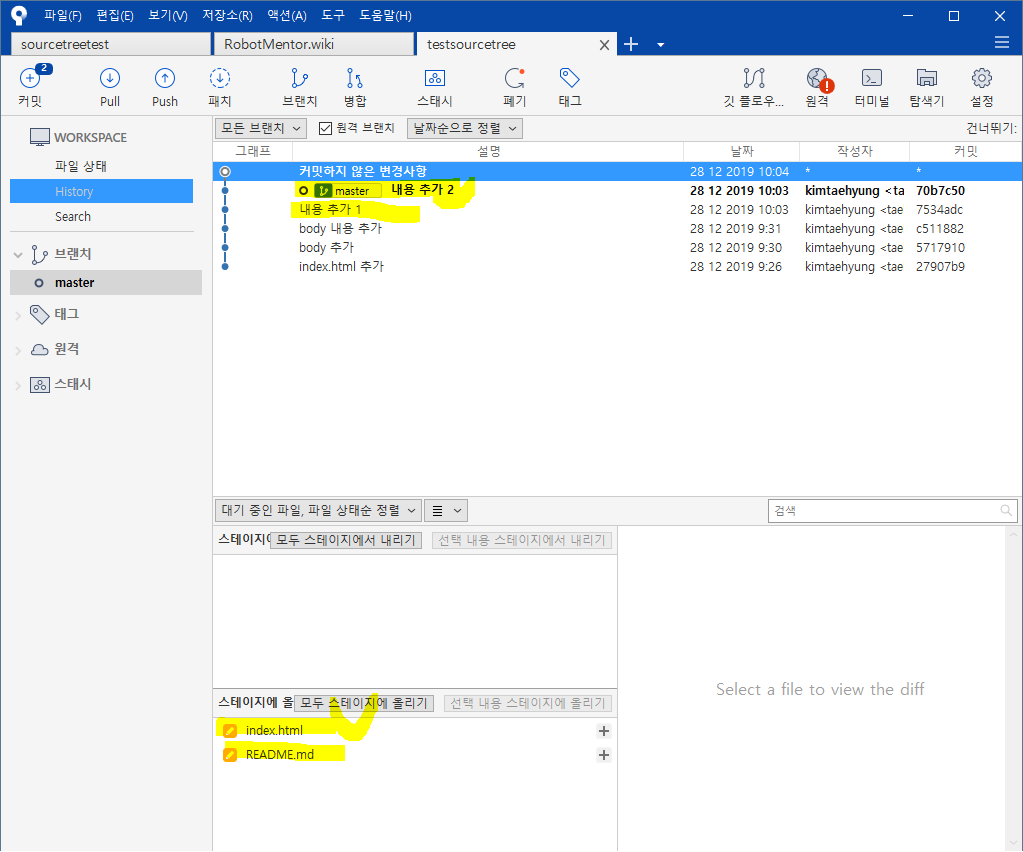 파일(F) 편집(E) 보기(V) 저장소(R) 액션(A) 도구 도움말(H)
sourcetreetest RobotMentor.wiki testsourcetree
2
커밋 Pull Push 패치 브랜치 병합 스태시 폐기 태그 깃 플로우... 원격 터미널 탐색기 설정
WORKSPACE
파일 상태
History
Search
브랜치
master
태그
원격
스태시
모든 브랜치 원격 브랜치 날짜순으로 정렬 건너뛰기:
그래프 설명 날짜 작성자 커밋
커밋하지 않은 변경사항 28 12 2019 10:04 * *
master 내용 추가 2 28 12 2019 10:03 kimtaehyung <ta 70b7c50
내용 추가 1 28 12 2019 10:03 kimtaehyung <tae 7534adc
body 내용 추가 28 12 2019 9:31 kimtaehyung <tae c511882
body 추가 28 12 2019 9:30 kimtaehyung <tae 5717910
index.html 추가 28 12 2019 9:26 kimtaehyung <tae 27907b9
대기 중인 파일, 파일 상태순 정렬 검색
스테이지에 모두 스테이지에서 내리기 선택 내용 스테이지에서 내리기
스테이지에 올 모두 스테이지에 올리기 선택 내용 스테이지에 올리기
index.html
README.md
Select a file to view the diff